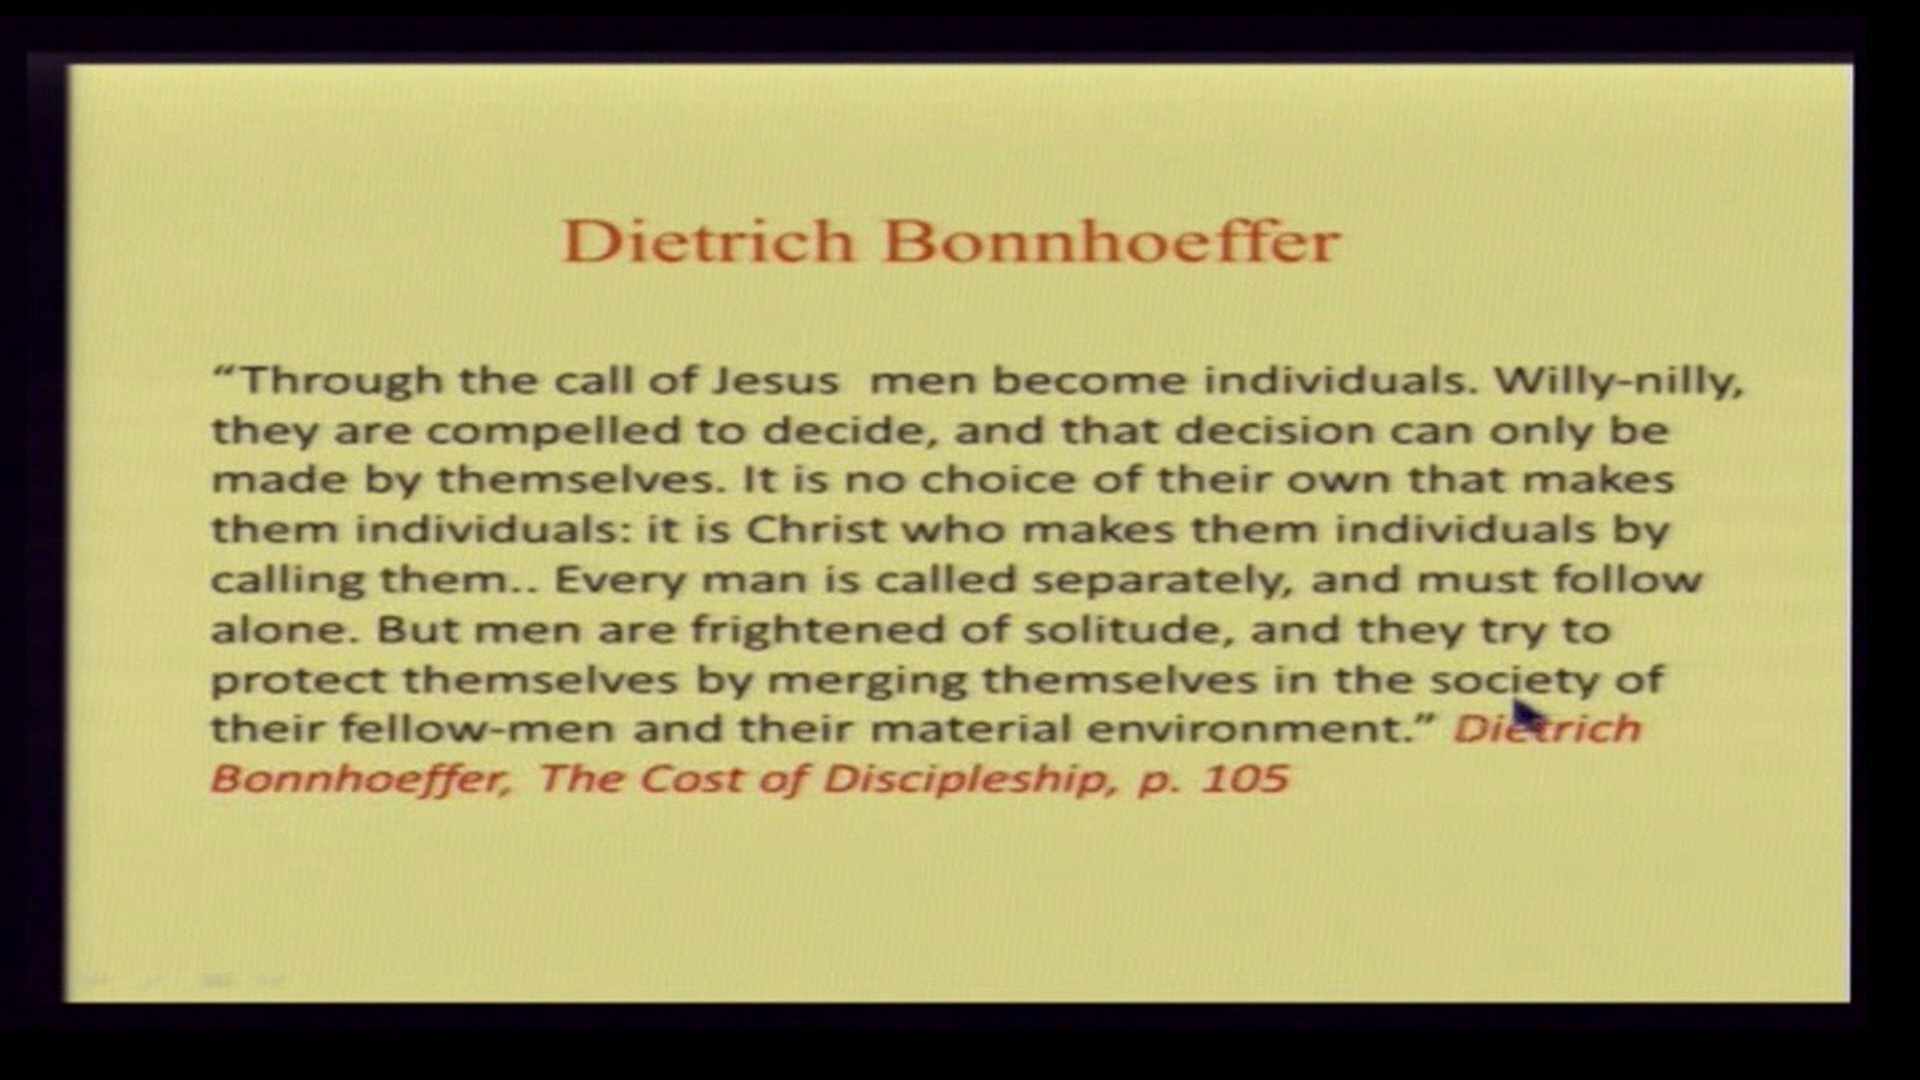 Dietrich Bonnhoeffer
“Through the call of Jesus  men become individuals. Willy-nilly,
they are compelled to decide, and that decision can only be
made by themselves. It is no choice of their own that makes
them individuals: it is Christ who makes them individuals by
calling them.. Every man is called separately, and must follow
alone. But men are frightened of solitude, and they try to
protect themselves by merging themselves in the society of
their fellow-men and their material environment.” Dietrich
Bonnhoeffer, The Cost of Discipleship, p. 105